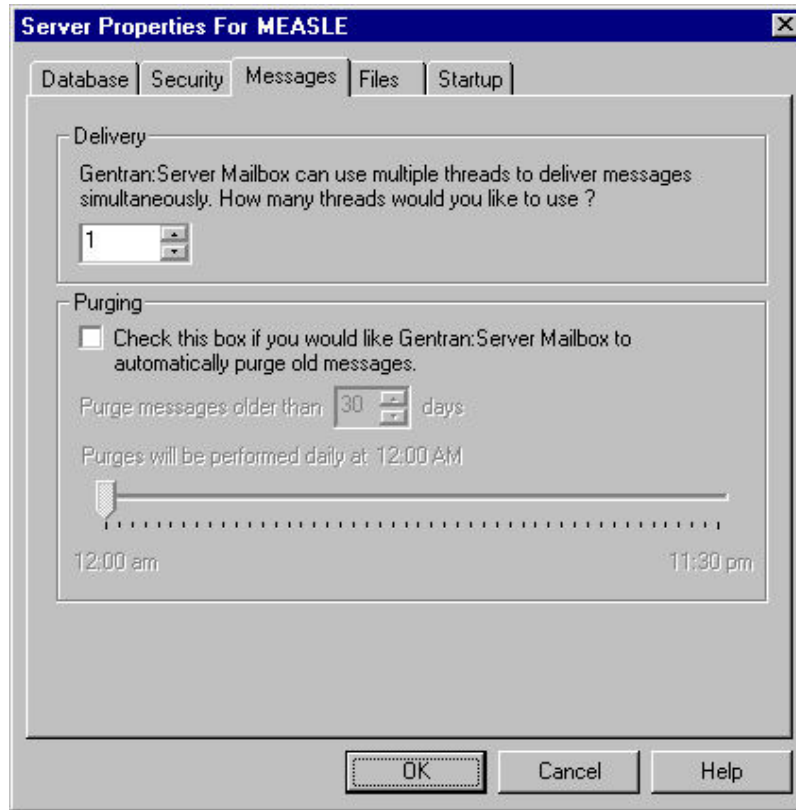 Server Properties For MEASLE
Database Security Messages Files Startup
Delivery
Gentran:Server Mailbox can use multiple threads to deliver messages
simultaneously. How many threads would you like to use ?
1
Purging
Check this box if you would like Gentran:Server Mailbox to
automatically purge old messages.
Purge messages older than 30 days
Purges will be performed daily at 12:00 AM
12:00 am 11:30 pm
OK Cancel Help